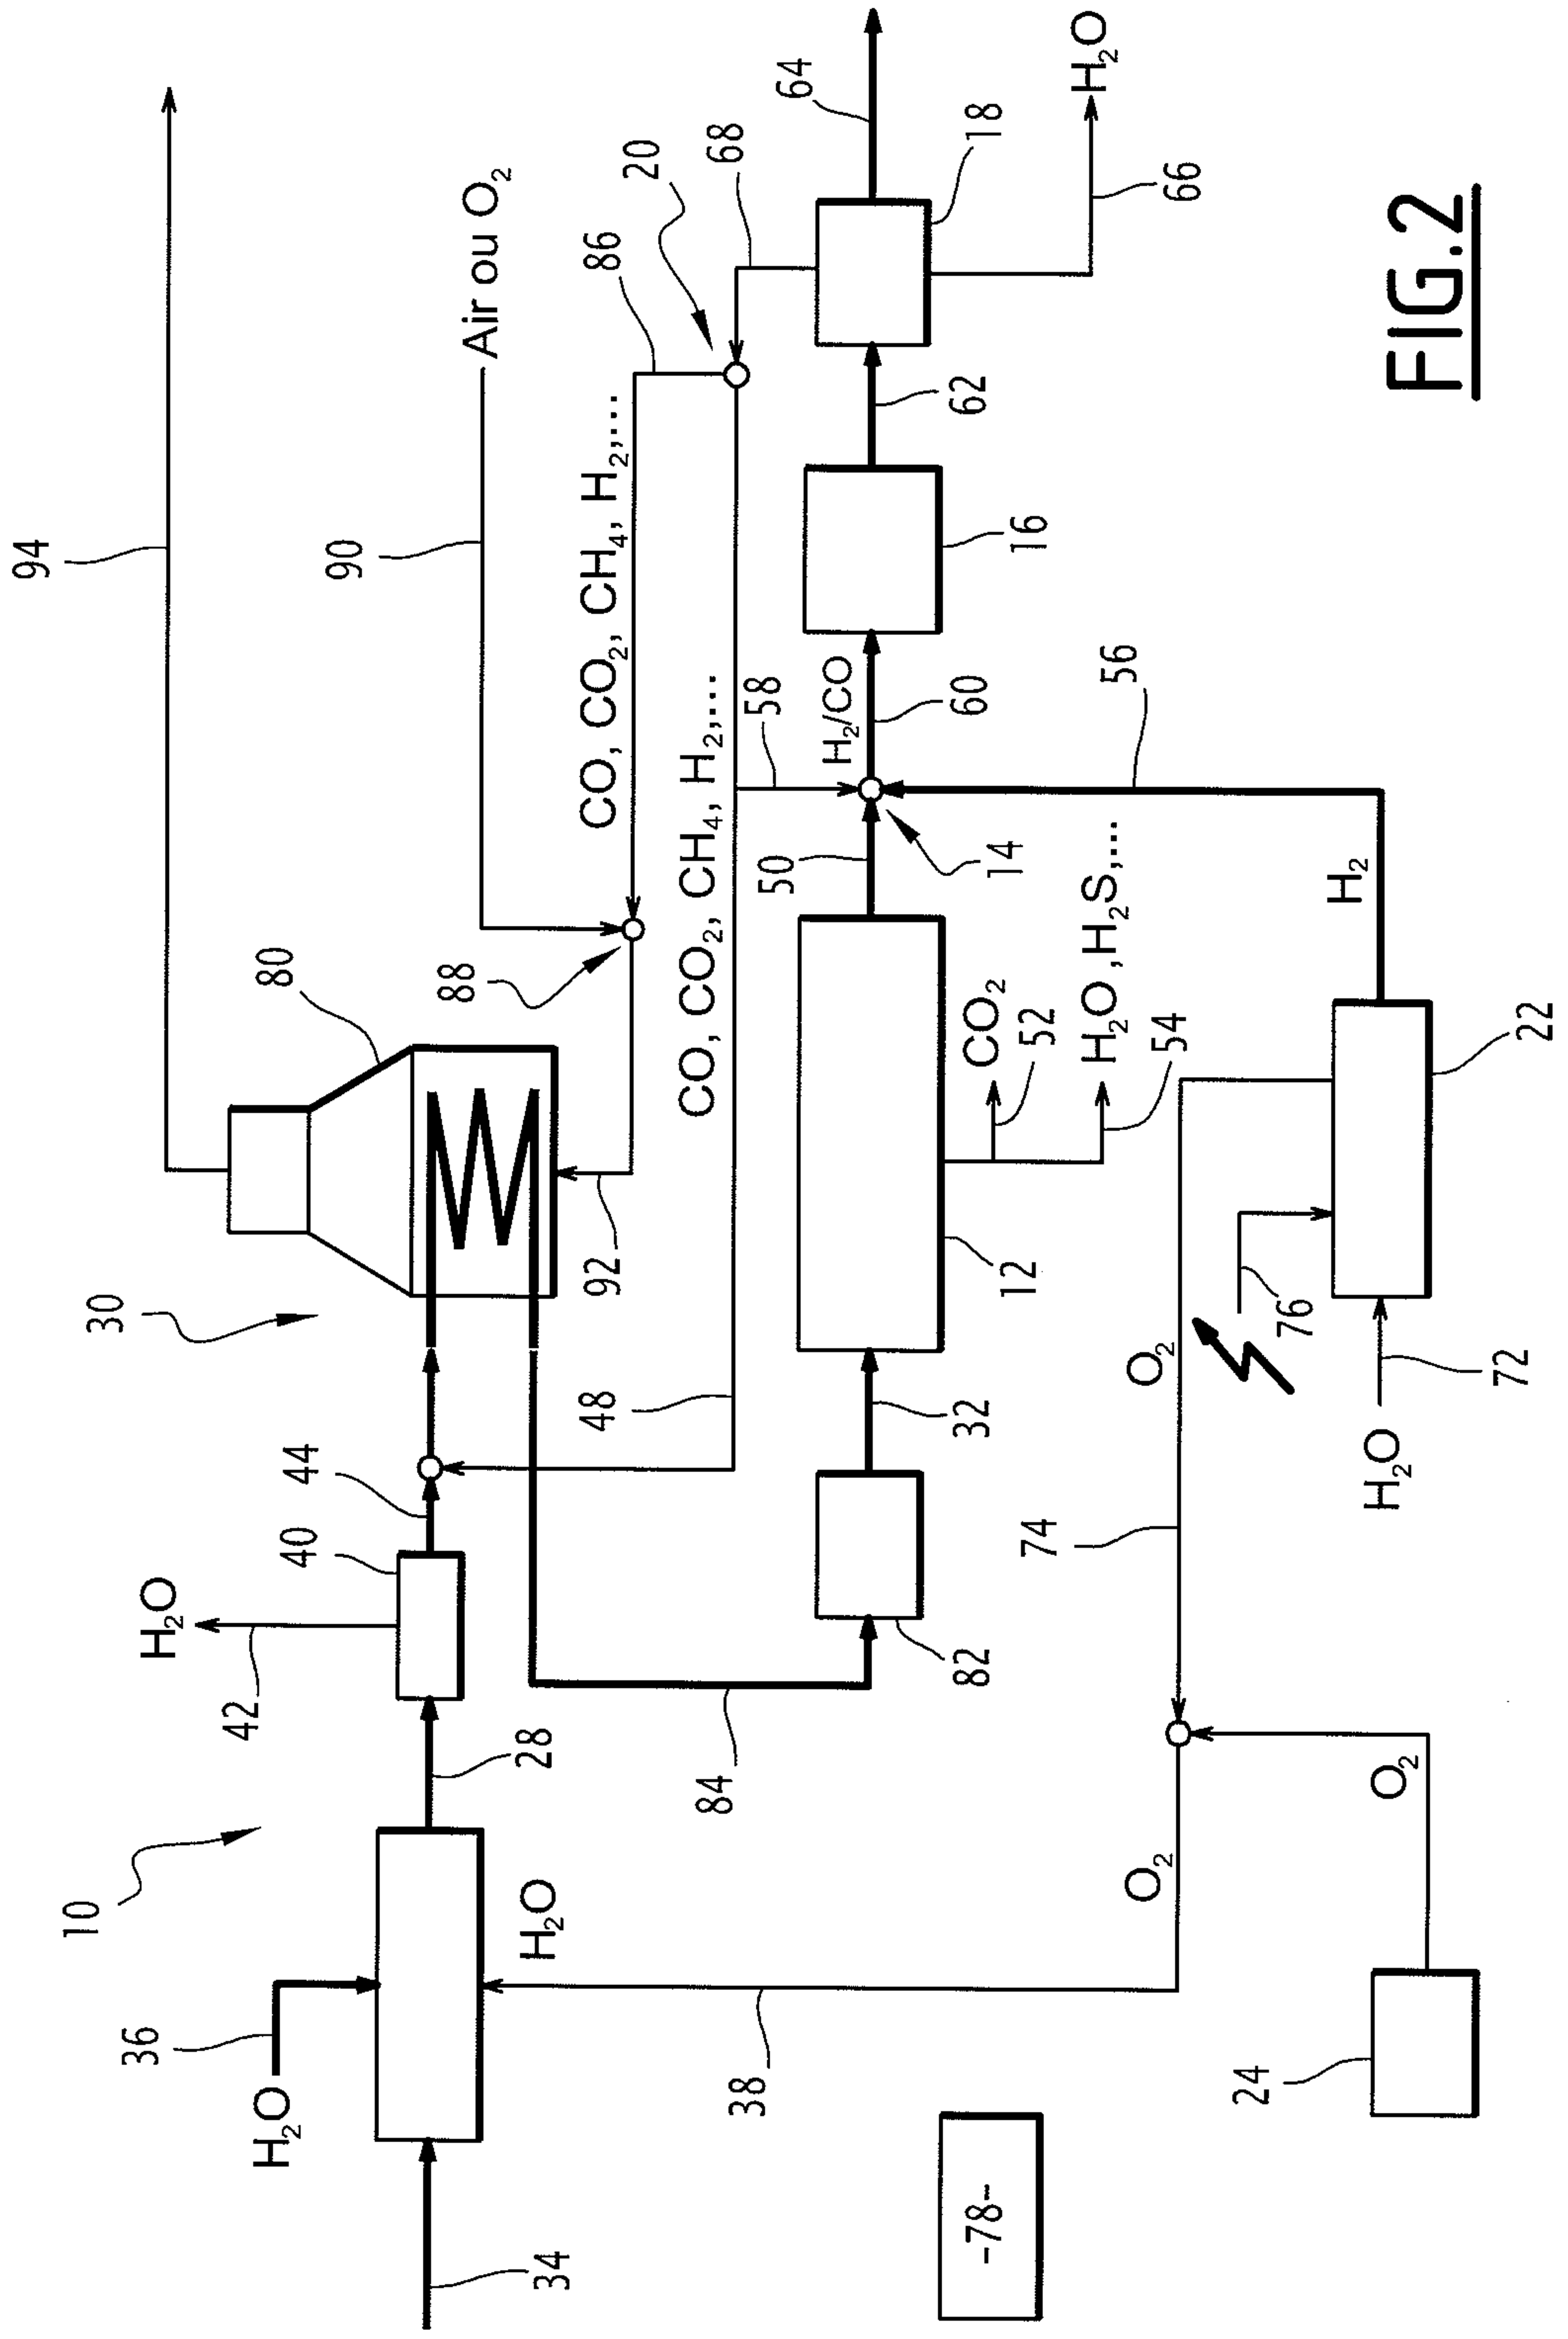 94
64
H₂O
Air ou O₂
20
68
18
66
86
90
62
FIG.2
CO, CO₂, CH₄, H₂,...
16
CO, CO₂, CH₄, H₂,...
58
H₂/CO
60
56
80
88
50
14
H₂
CO₂
52
H₂O ,H₂S,...
54
22
30
92
12
76
48
32
O₂
72
44
40
H₂O
74
H₂O
42
82
28
84
O₂
10
H₂O
O₂
36
H₂O
38
24
34
-78-